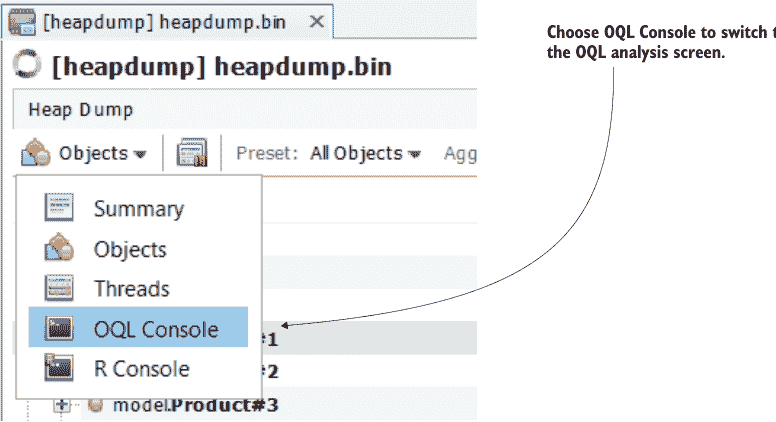 [heapdump] heapdump.bin
Choose OQL Console to switch t
the OQL analysis screen.
[heapdump] heapdump.bin
Heap Dump
Objects Preset: All Objects Agg
Summary
Objects
Threads
OQL Console #1
R Console #2
model.Product#3